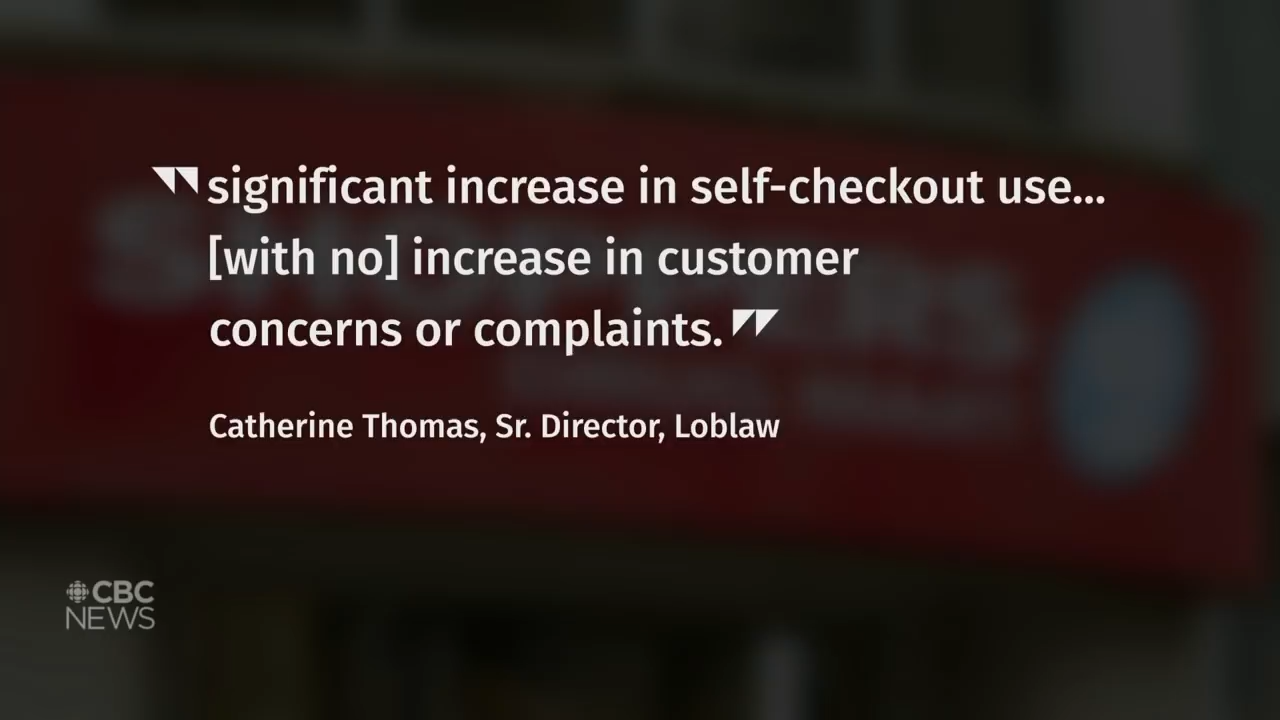 "significant increase in self-checkout use...
[with no] increase in customer
concerns or complaints."
Catherine Thomas, Sr. Director, Loblaw
SHOPPERS
CBC
NEWS